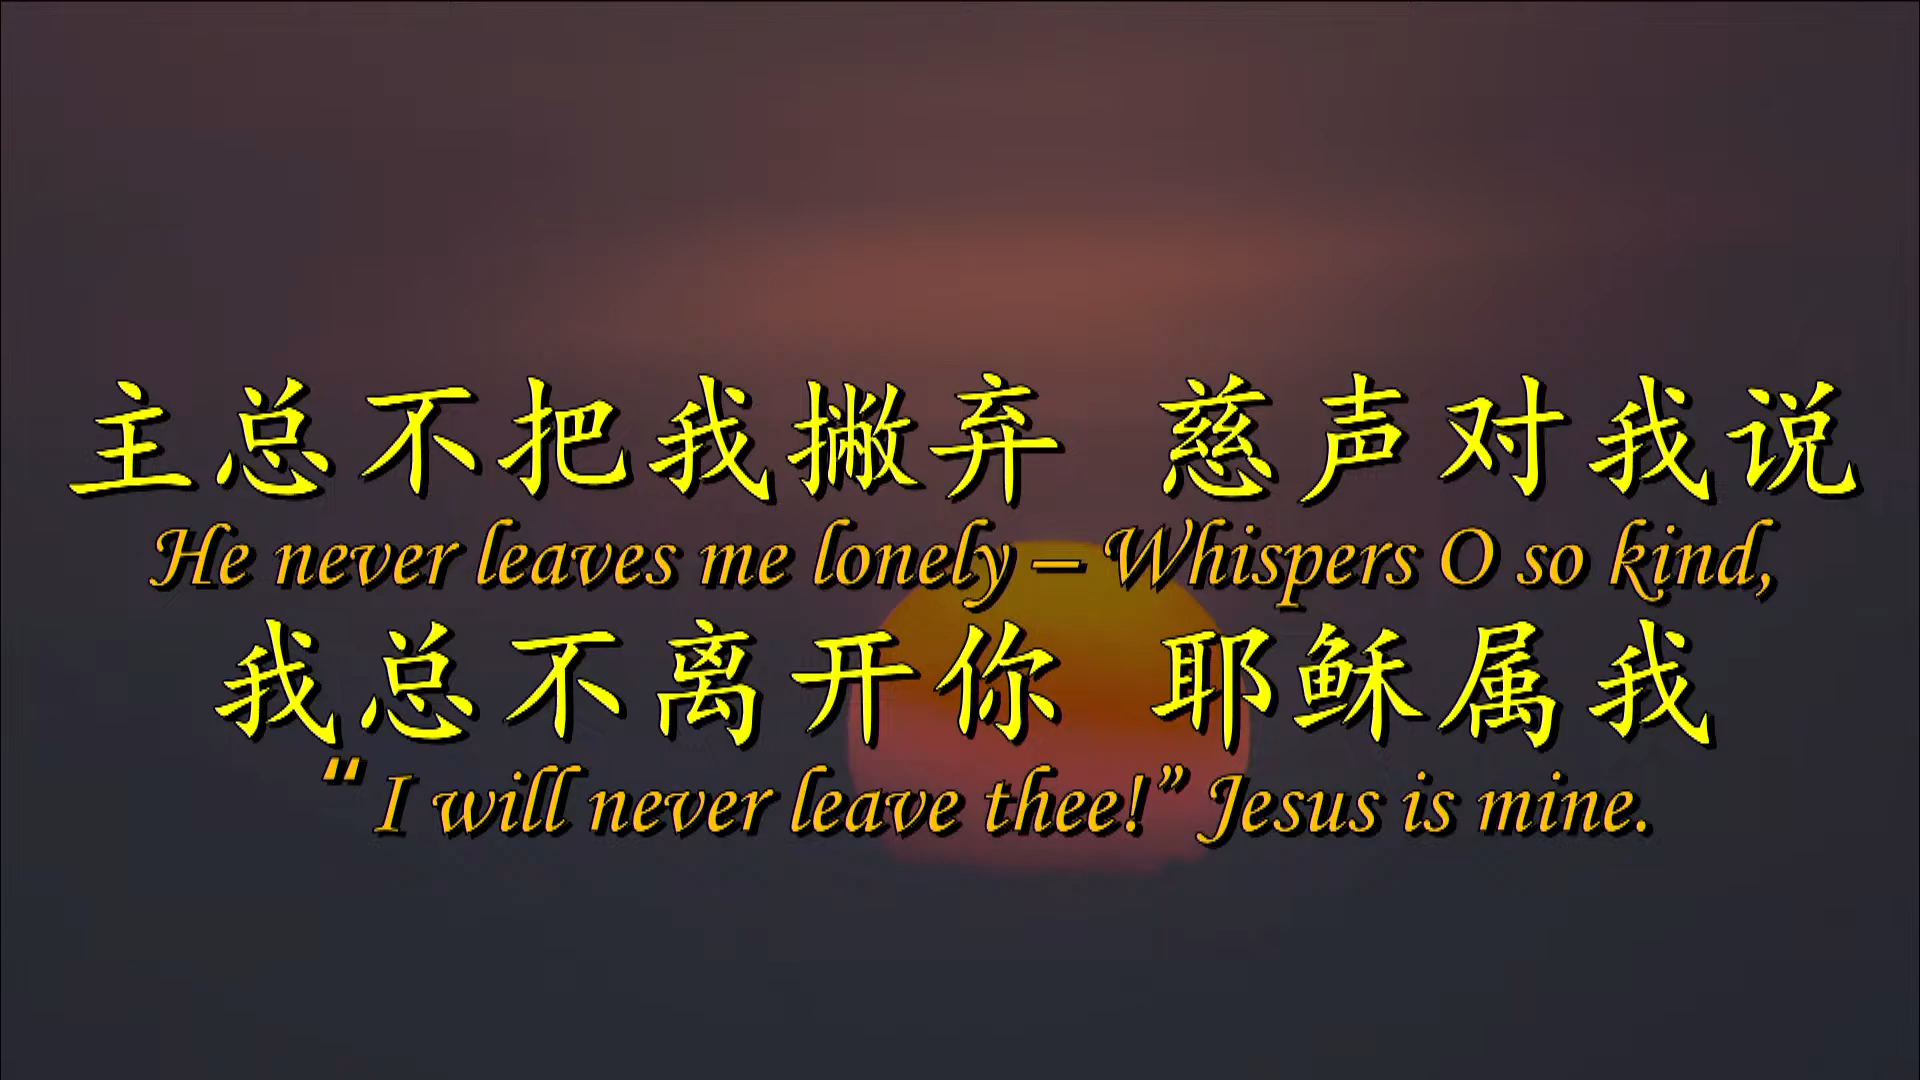 主总不把我撇弃 慈声对我说
He never leaves me lonely – Whispers O so kind,
我总不离开你 耶稣属我
“ I will never leave thee!” Jesus is mine.